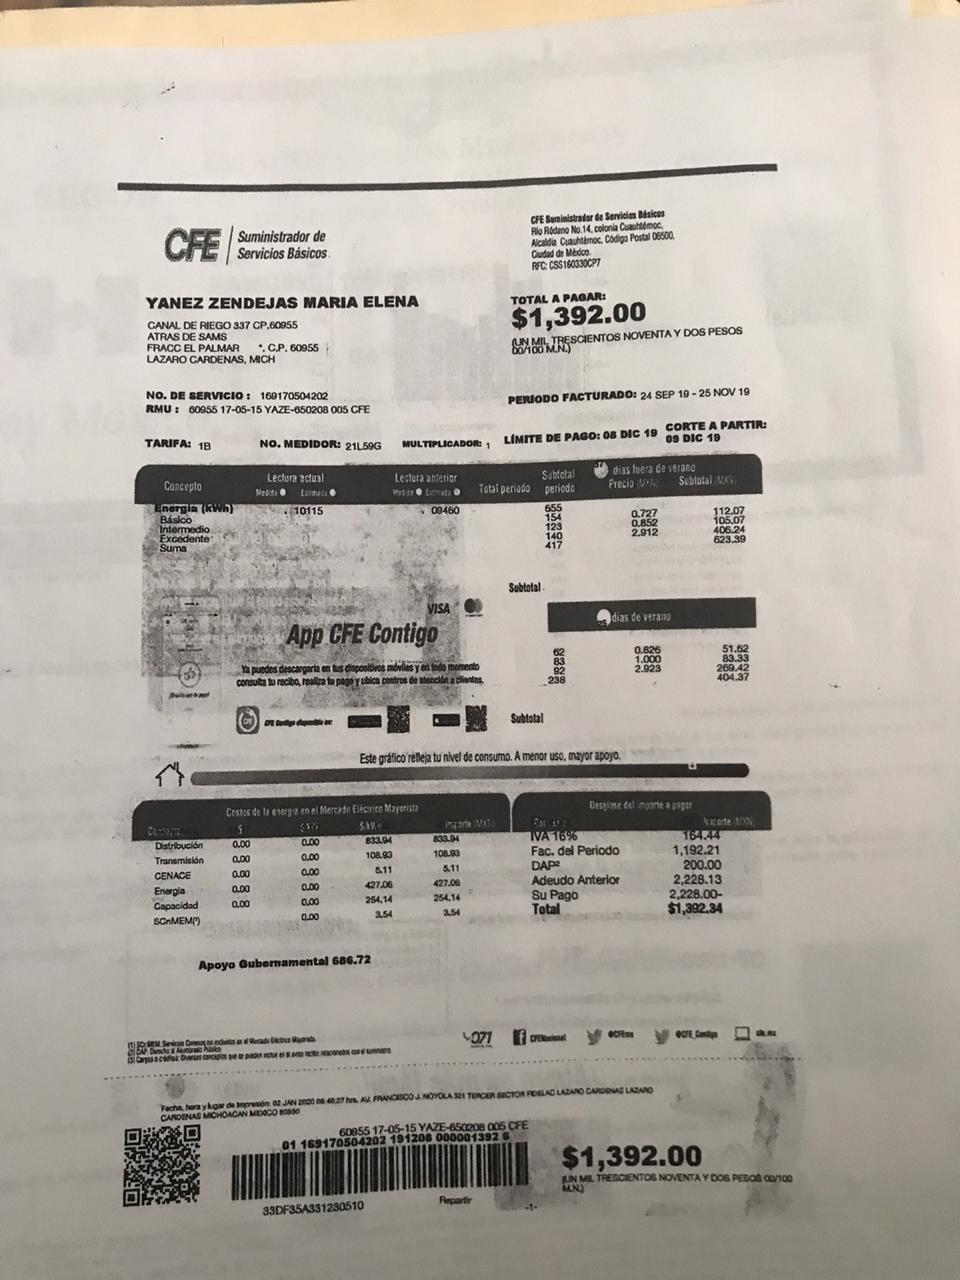 CFE Suministrador de Servicios Básicos
Río Ródano No.14, colonia Cuauhtémoc,
Alcaldía Cuauhtémoc, Código Postal 06500,
Ciudad de México.
RFC: CSS160330CP7
CFE
Suministrador de
Servicios Básicos
YANEZ ZENDEJAS MARIA ELENA
CANAL DE RIEGO 337 CP.60955
ATRAS DE SAMS
FRACC EL PALMAR *. C.P. 60955
LAZARO CARDENAS, MICH
TOTAL A PAGAR:
$1,392.00
(UN MIL TRESCIENTOS NOVENTA Y DOS PESOS
00/100 M.N.)
NO. DE SERVICIO : 169170504202
RMU : 60955 17-05-15 YAZE-650208 005 CFE
PERIODO FACTURADO: 24 SEP 19 - 25 NOV 19
TARIFA: 1B NO. MEDIDOR: 21L59G MULTIPLICADOR: 1 LÍMITE DE PAGO: 08 DIC 19 CORTE A PARTIR:
09 DIC 19
Concepto Lectura actual Lectura anterior Total periodo Subtotal periodo días fuera de verano
Medida Estimada Medida Estimada Precio (MXN) Subtotal (MXN)
Energía (kWh) 10115 09460 655
Básico 154 0.727 112.07
Intermedio 123 0.852 105.07
Excedente 140 2.912 406.24
Suma 417 623.39
Subtotal
días de verano
62 0.826 51.62
83 1.000 83.33
92 2.923 269.42
238 404.37
Subtotal
VISA
App CFE Contigo
Ya puedes descargarla en tus dispositivos móviles y en todo momento
consulta tu recibo, realiza tu pago y ubica centros de atención a clientes.
CFE Contigo disponible en:
Este gráfico refleja tu nivel de consumo. A menor uso, mayor apoyo.
Costos de la energía en el Mercado Eléctrico Mayorista
Concepto $ Importe (MXN)
Distribución 0.00 0.00 833.94 833.94
Transmisión 0.00 0.00 108.93 108.93
CENACE 0.00 0.00 5.11 5.11
Energía 0.00 0.00 427.06 427.06
Capacidad 0.00 0.00 254.14 254.14
SCnMEM(¹) 0.00 3.54 3.54
Desglose del importe a pagar
Importe (MXN)
IVA 16% 164.44
Fac. del Periodo 1,192.21
DAP² 200.00
Adeudo Anterior 2,228.13
Su Pago 2,228.00-
Total $1,392.34
Apoyo Gubernamental 686.72
(1) SCnMEM: Servicios Conexos no incluidos en el Mercado Eléctrico Mayorista.
(2) DAP: Derecho al Alumbrado Público
(3) Cargos o créditos: Diversos conceptos que se pueden incluir en el aviso recibo relacionados con el suministro.
071 CFENacional @CFEmx @CFE_Contigo cfe.mx
Fecha, hora y lugar de impresión: 02 JAN 2020 08:48:27 hrs. AV. FRANCISCO J. NOYOLA 321 TERCER SECTOR FIDELAC LAZARO CARDENAS LAZARO
CARDENAS MICHOACAN MEXICO 60950
60955 17-05-15 YAZE-650208 005 CFE
01 169170504202 191208 000001392 6
33DF35A331230510
Repartir
-1-
$1,392.00
(UN MIL TRESCIENTOS NOVENTA Y DOS PESOS 00/100
M.N.)